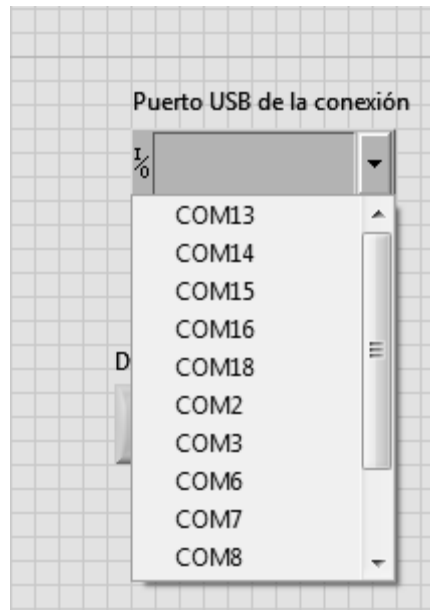 Puerto USB de la conexión
I/O
COM13
COM14
COM15
COM16
COM18
D
COM2
COM3
COM6
COM7
COM8